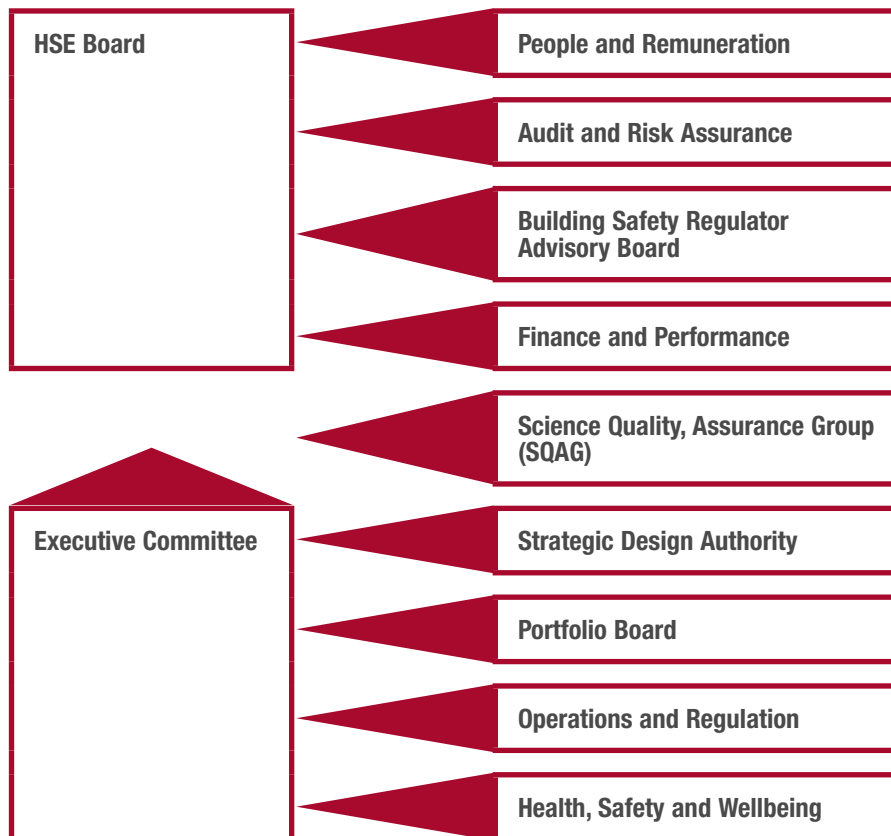 HSE Board
People and Remuneration
Audit and Risk Assurance
Building Safety Regulator
Advisory Board
Finance and Performance
Science Quality, Assurance Group
(SQAG)
Executive Committee
Strategic Design Authority
Portfolio Board
Operations and Regulation
Health, Safety and Wellbeing